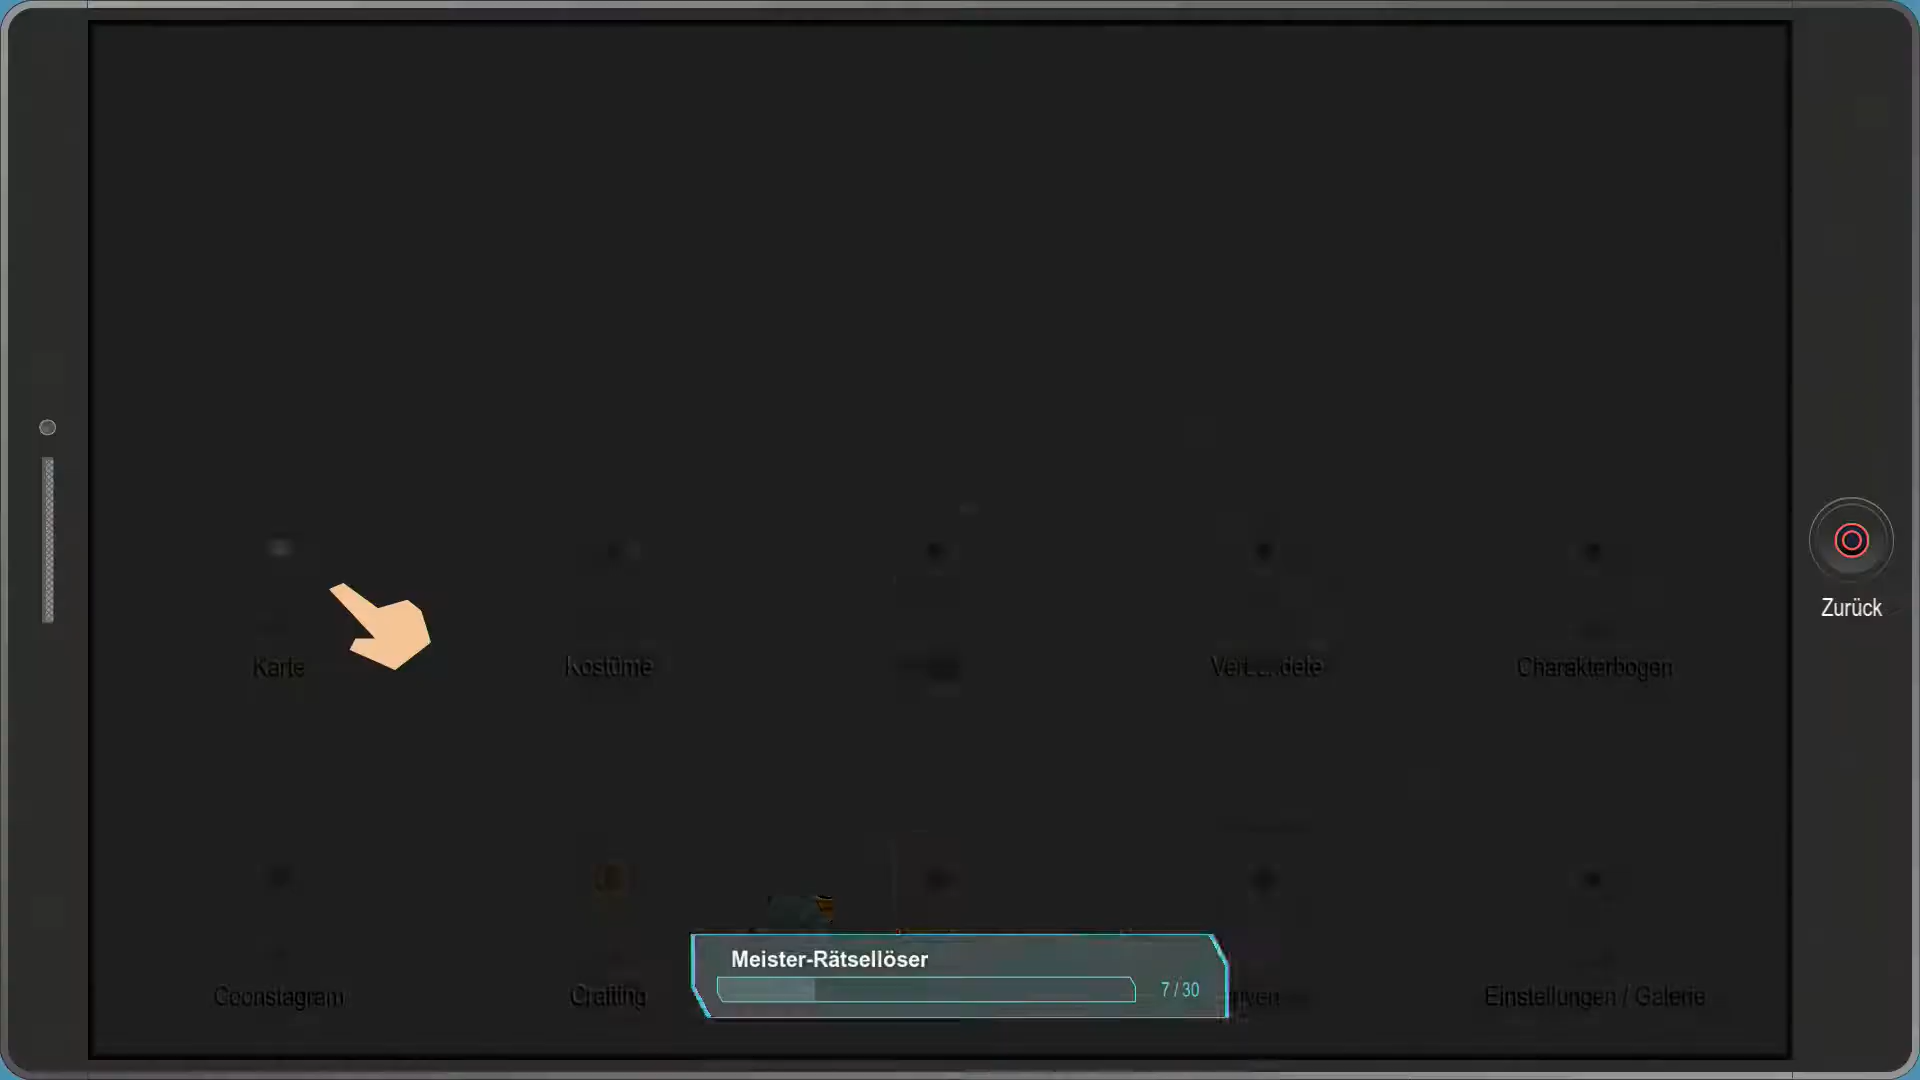 Zurück
Karte
Kostüme
Charakterbogen
Meister-Rätsellöser
7 / 30
Coonstagram
Crafting
Einstellungen / Galerie